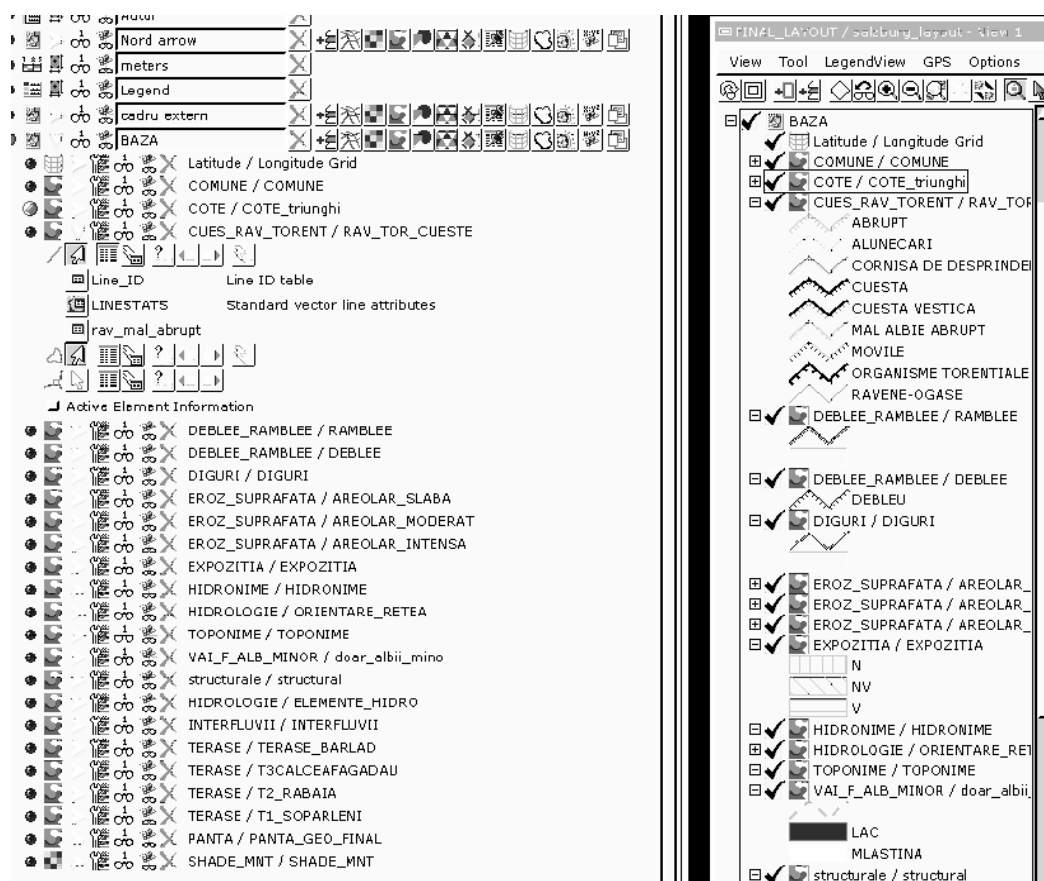 Autor
Nord arrow
meters
Legend
cadru extern
BAZA
Latitude / Longitude Grid
COMUNE / COMUNE
COTE / COTE_triunghi
CUES_RAV_TORENT / RAV_TOR_CUESTE
Line_ID Line ID table
LINESTATS Standard vector line attributes
rav_mal_abrupt
Active Element Information
DEBLEE_RAMBLEE / RAMBLEE
DEBLEE_RAMBLEE / DEBLEE
DIGURI / DIGURI
EROZ_SUPRAFATA / AREOLAR_SLABA
EROZ_SUPRAFATA / AREOLAR_MODERAT
EROZ_SUPRAFATA / AREOLAR_INTENSA
EXPOZITIA / EXPOZITIA
HIDRONIME / HIDRONIME
HIDROLOGIE / ORIENTARE_RETEA
TOPONIME / TOPONIME
VAI_F_ALB_MINOR / doar_albii_mino
structurale / structural
HIDROLOGIE / ELEMENTE_HIDRO
INTERFLUVII / INTERFLUVII
TERASE / TERASE_BARLAD
TERASE / T3CALCEAFAGADAU
TERASE / T2_RABAIA
TERASE / T1_SOPARLENI
PANTA / PANTA_GEO_FINAL
SHADE_MNT / SHADE_MNT
FINAL_LAYOUT / salzburg_layout - View 1
View Tool LegendView GPS Options
BAZA
Latitude / Longitude Grid
COMUNE / COMUNE
COTE / COTE_triunghi
CUES_RAV_TORENT / RAV_TOR
ABRUPT
ALUNECARI
CORNISA DE DESPRINDE
CUESTA
CUESTA VESTICA
MAL ALBIE ABRUPT
MOVILE
ORGANISME TORENTIALE
RAVENE-OGASE
DEBLEE_RAMBLEE / RAMBLEE
DEBLEE_RAMBLEE / DEBLEE
DEBLEU
DIGURI / DIGURI
EROZ_SUPRAFATA / AREOLAR_
EROZ_SUPRAFATA / AREOLAR_
EROZ_SUPRAFATA / AREOLAR_
EXPOZITIA / EXPOZITIA
N
NV
V
HIDRONIME / HIDRONIME
HIDROLOGIE / ORIENTARE_RET
TOPONIME / TOPONIME
VAI_F_ALB_MINOR / doar_albii_
LAC
MLASTINA
structurale / structural